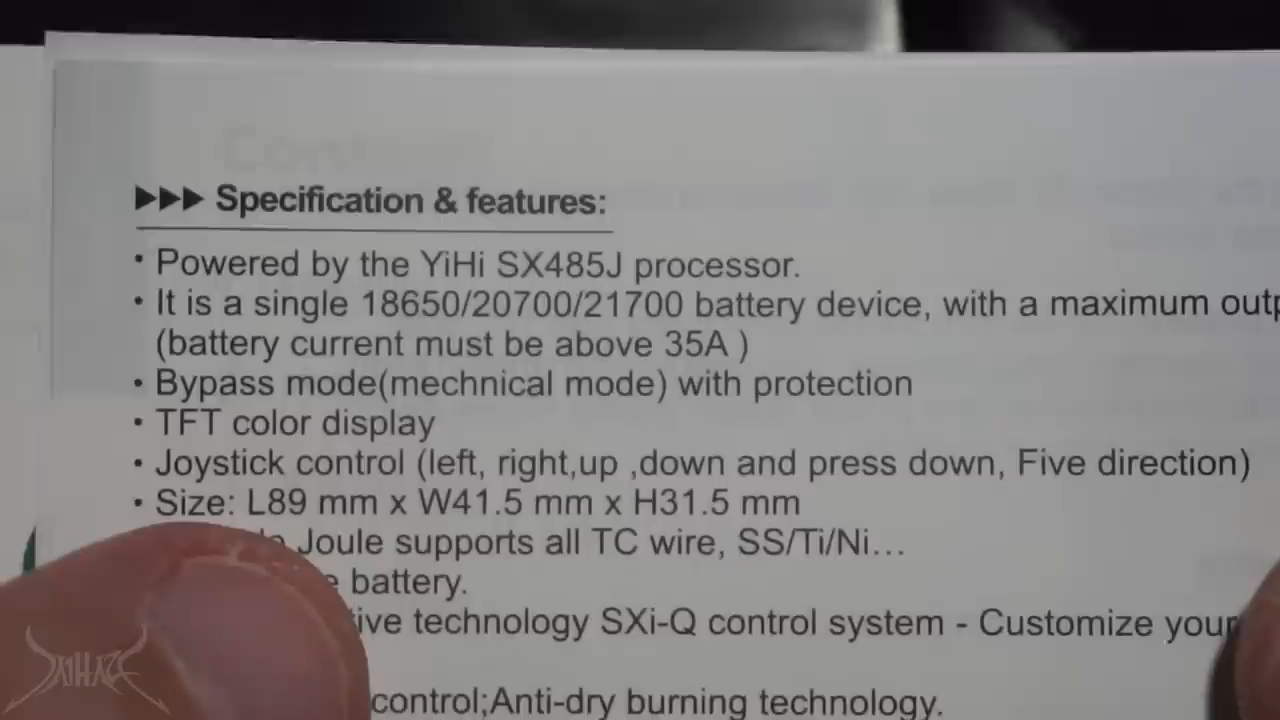 ▶▶▶ Specification & features:
• Powered by the YiHi SX485J processor.
• It is a single 18650/20700/21700 battery device, with a maximum
(battery current must be above 35A )
• Bypass mode(mechnical mode) with protection
• TFT color display
• Joystick control (left, right,up ,down and press down, Five direction)
• Size: L89 mm x W41.5 mm x H31.5 mm
Joule supports all TC wire, SS/Ti/Ni...
battery.
technology SXi-Q control system - Customize your
control;Anti-dry burning technology.
DAIHAZE